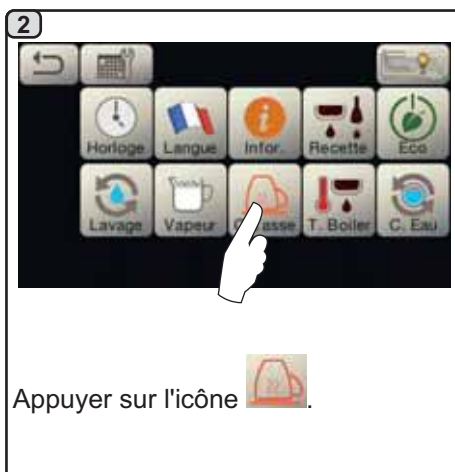 2
Horloge Langue Infor. Recette Eco
Lavage Vapeur T. Boiler C. Eau
Appuyer sur l'icône .